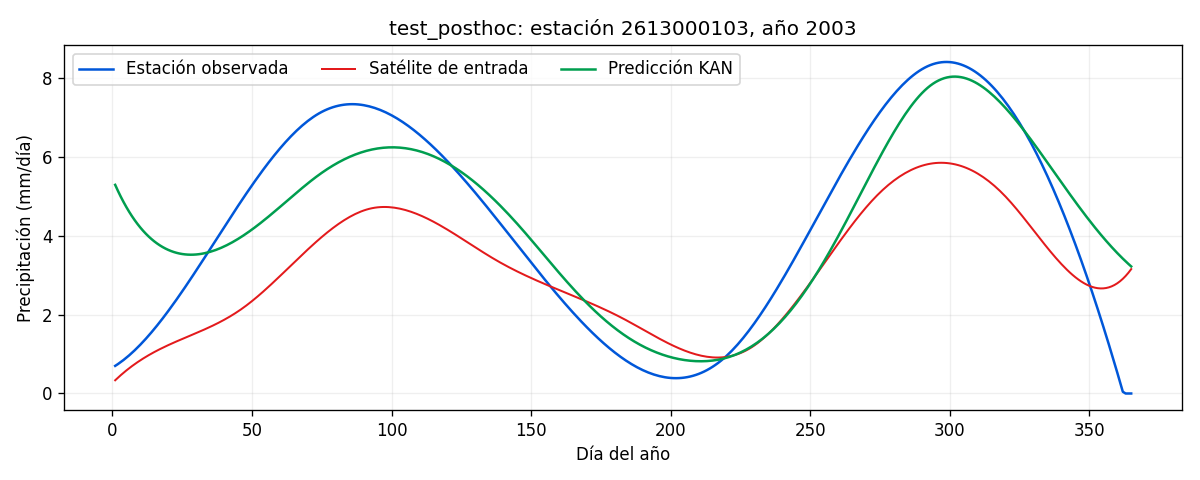 test_posthoc: estación 2613000103, año 2003
Estación observada Satélite de entrada Predicción KAN
Precipitación (mm/día)
8
6
4
2
0
0 50 100 150 200 250 300 350
Día del año